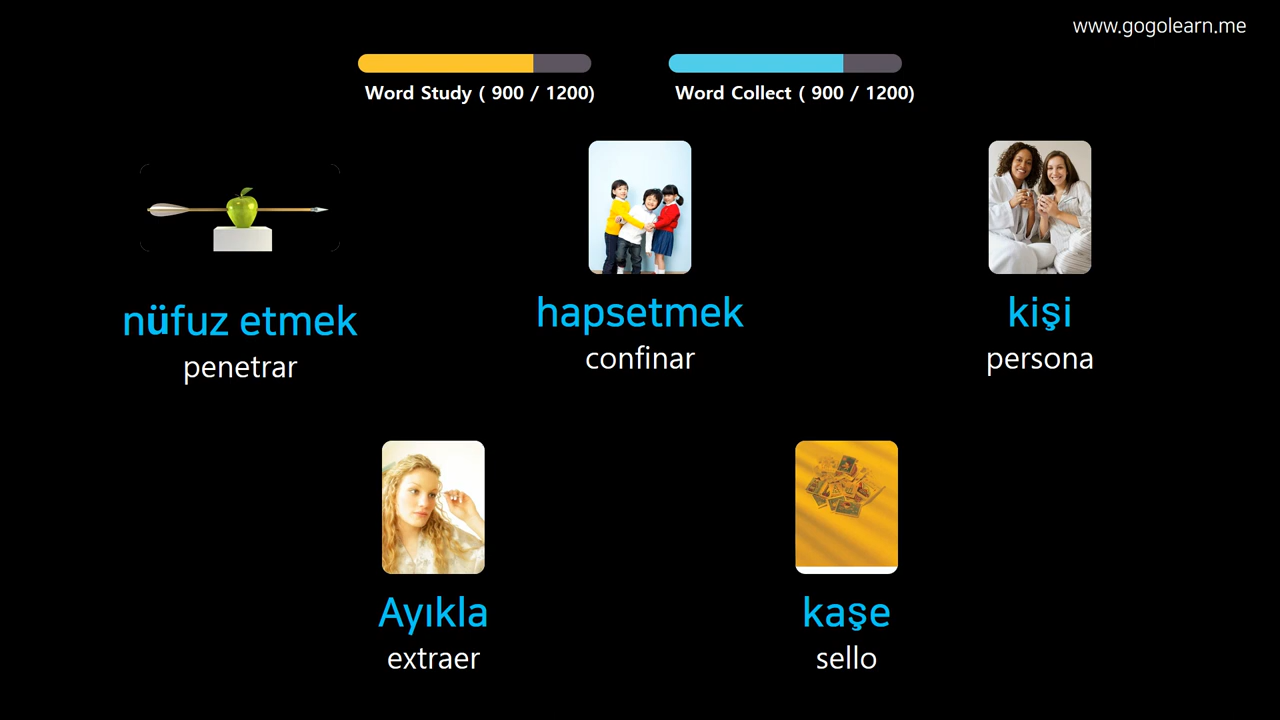 www.gogolearn.me
Word Study ( 900 / 1200)
Word Collect ( 900 / 1200)
nüfuz etmek
penetrar
hapsetmek
confinar
kişi
persona
Ayıkla
extraer
kaşe
sello